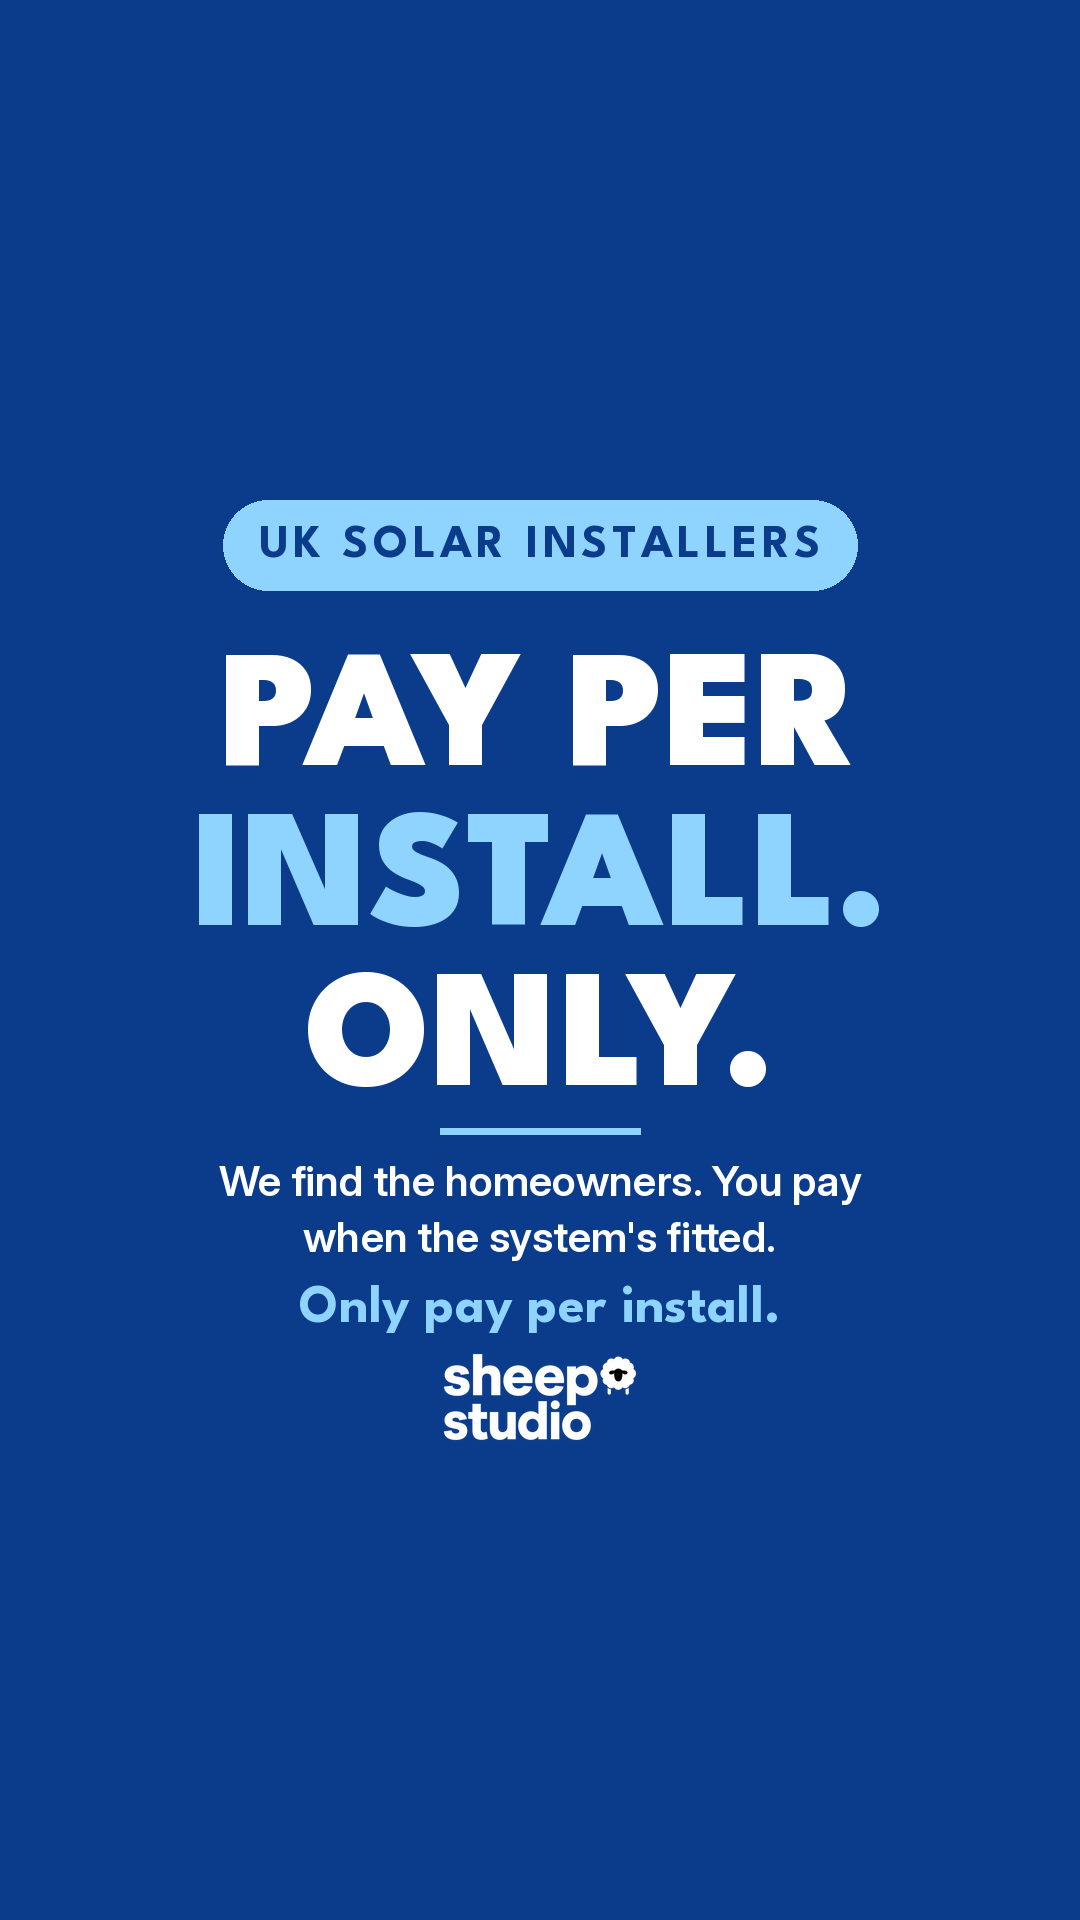 UK SOLAR INSTALLERS
PAY PER
INSTALL.
ONLY.
We find the homeowners. You pay
when the system's fitted.
Only pay per install.
sheep
studio